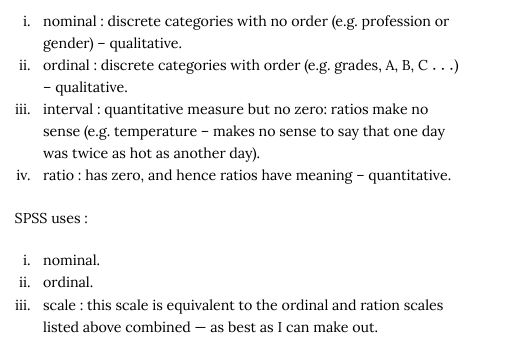 i. nominal : discrete categories with no order (e.g. profession or
gender) – qualitative.
ii. ordinal : discrete categories with order (e.g. grades, A, B, C . . .)
– qualitative.
iii. interval : quantitative measure but no zero: ratios make no
sense (e.g. temperature – makes no sense to say that one day
was twice as hot as another day).
iv. ratio : has zero, and hence ratios have meaning – quantitative.
SPSS uses :
i. nominal.
ii. ordinal.
iii. scale : this scale is equivalent to the ordinal and ration scales
listed above combined — as best as I can make out.